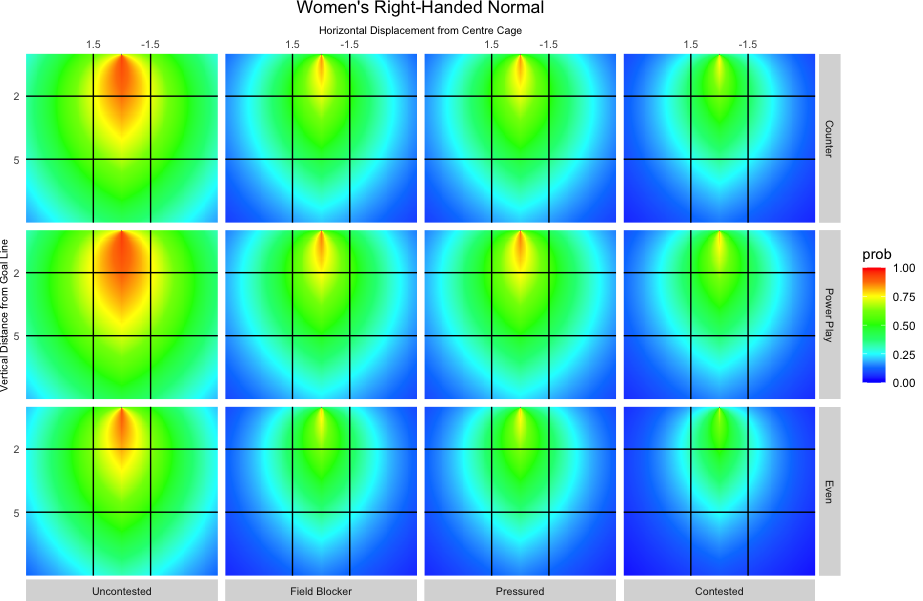 Women's Right-Handed Normal
Horizontal Displacement from Centre Cage
1.5 -1.5 1.5 -1.5 1.5 -1.5 1.5 -1.5
Vertical Distance from Goal Line
2
5
Counter
2
5
Power Play
2
5
Even
Uncontested Field Blocker Pressured Contested
prob
1.00
0.75
0.50
0.25
0.00